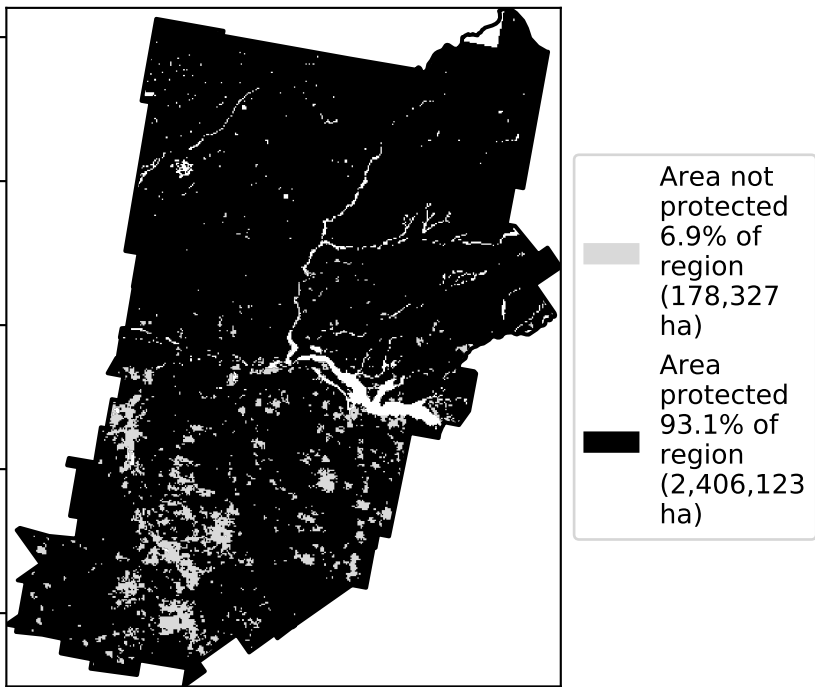 Area not
protected
6.9% of
region
(178,327
ha)
Area
protected
93.1% of
region
(2,406,123
ha)